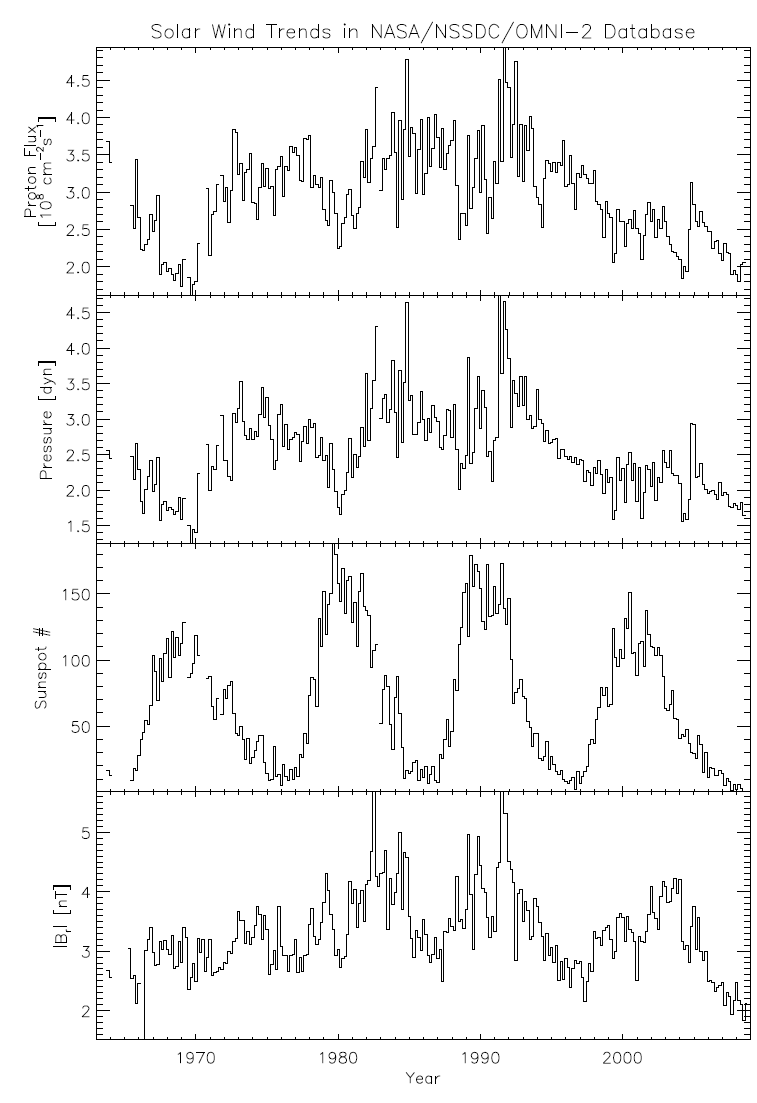 Solar Wind Trends in NASA/NSSDC/OMNI-2 Database
Proton Flux
[10⁸ cm⁻²s⁻¹]
4.5
4.0
3.5
3.0
2.5
2.0
Pressure [dyn]
4.5
4.0
3.5
3.0
2.5
2.0
1.5
Sunspot #
150
100
50
|Bᵣ| [nT]
5
4
3
2
1970 1980 1990 2000
Year